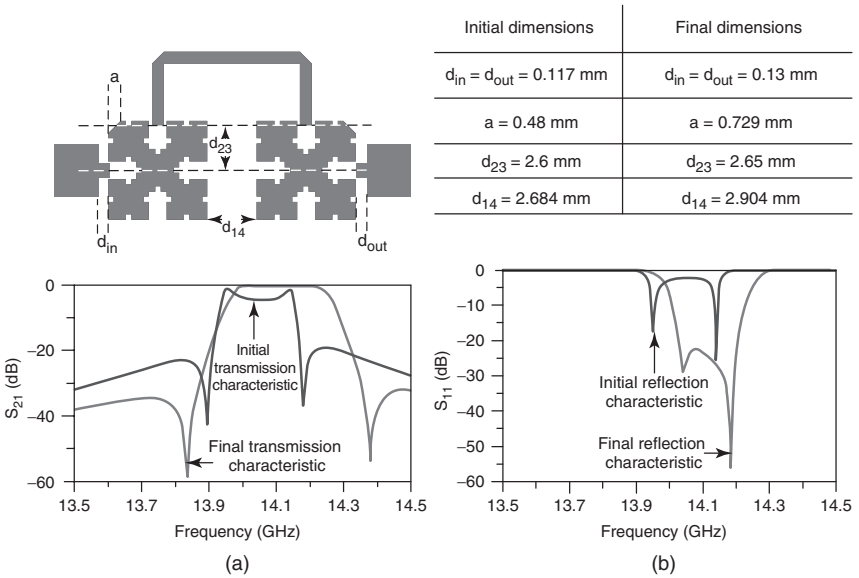 a
d23
d14
din
dout
Initial dimensions Final dimensions
din = dout = 0.117 mm din = dout = 0.13 mm
a = 0.48 mm a = 0.729 mm
d23 = 2.6 mm d23 = 2.65 mm
d14 = 2.684 mm d14 = 2.904 mm
S21 (dB)
0
−20
−40
−60
13.5 13.7 13.9 14.1 14.3 14.5
Initial
transmission
characteristic
Final transmission
characteristic
Frequency (GHz)
(a)
S11 (dB)
0
−10
−20
−30
−40
−50
−60
13.5 13.7 13.9 14.1 14.3 14.5
Initial reflection
characteristic
Final reflection
characteristic
Frequency (GHz)
(b)